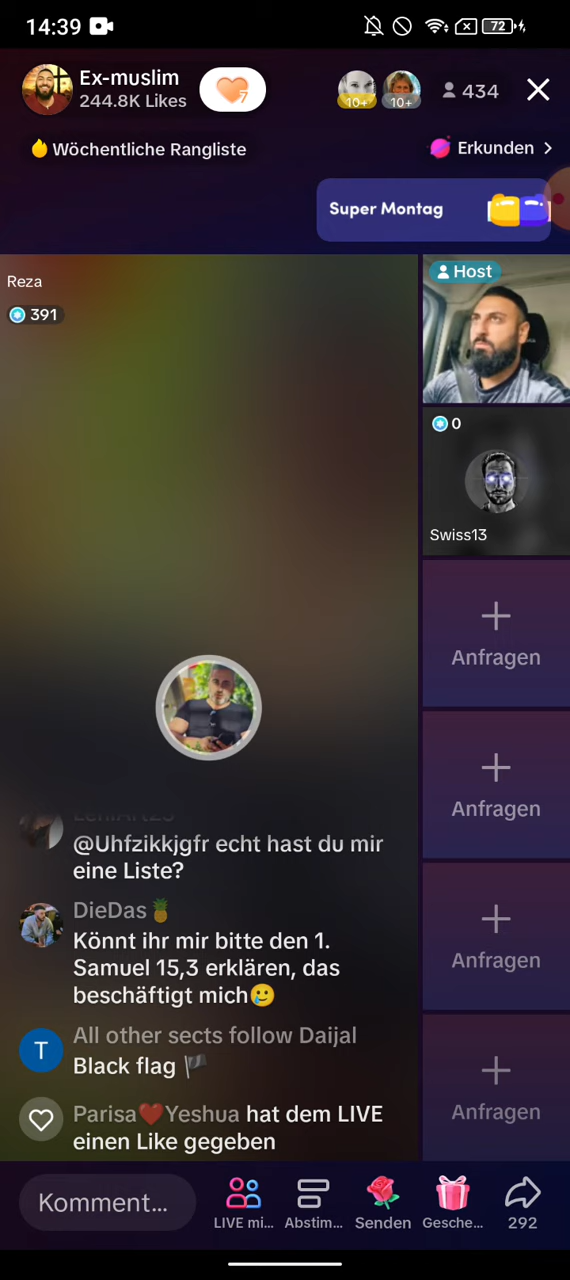 14:39
72
Ex-muslim
244.8K Likes
7
10+
10+
434
Wöchentliche Rangliste
Erkunden
Super Montag
Reza
391
Host
0
Swiss13
Anfragen
Anfragen
Anfragen
Anfragen
@Uhfzikkjgfr echt hast du mir
eine Liste?
DieDas🍍
Könnt ihr mir bitte den 1.
Samuel 15,3 erklären, das
beschäftigt mich🥲
All other sects follow Daijal
T
Black flag 🏴
Parisa❤️Yeshua hat dem LIVE
einen Like gegeben
Komment...
LIVE mi...
Abstim...
Senden
Gesche...
292